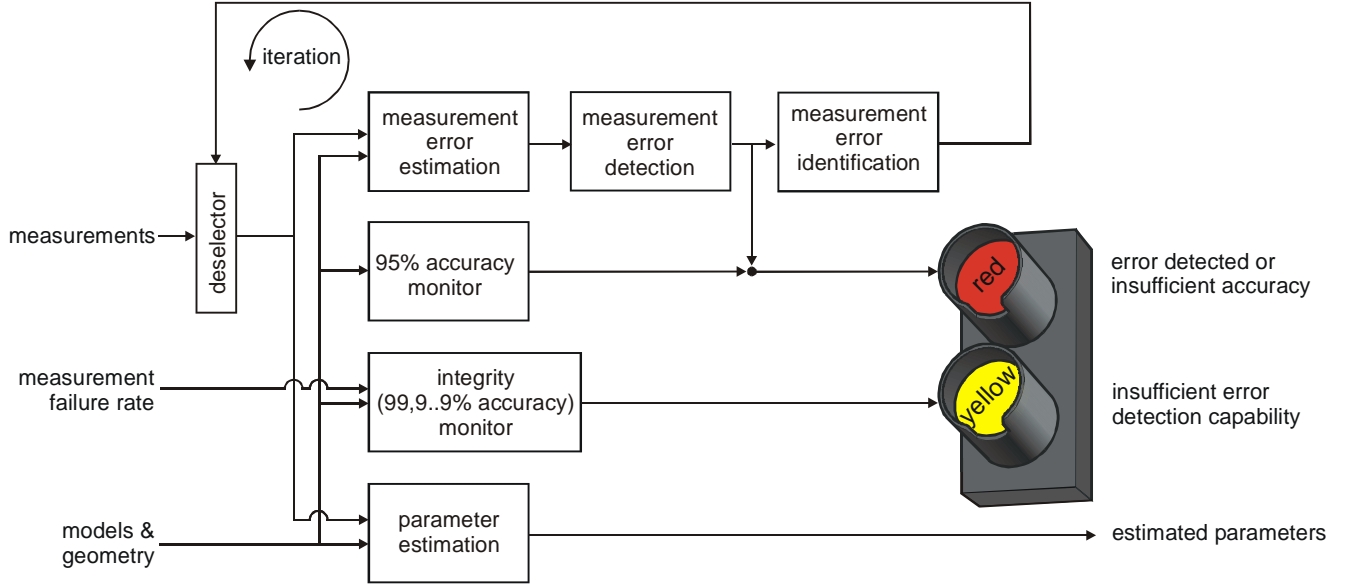 iteration
measurement
error
estimation
measurement
error
detection
measurement
error
identification
measurements
deselector
95% accuracy
monitor
red
error detected or
insufficient accuracy
measurement
failure rate
integrity
(99,9..9% accuracy)
monitor
yellow
insufficient error
detection capability
models &
geometry
parameter
estimation
estimated parameters